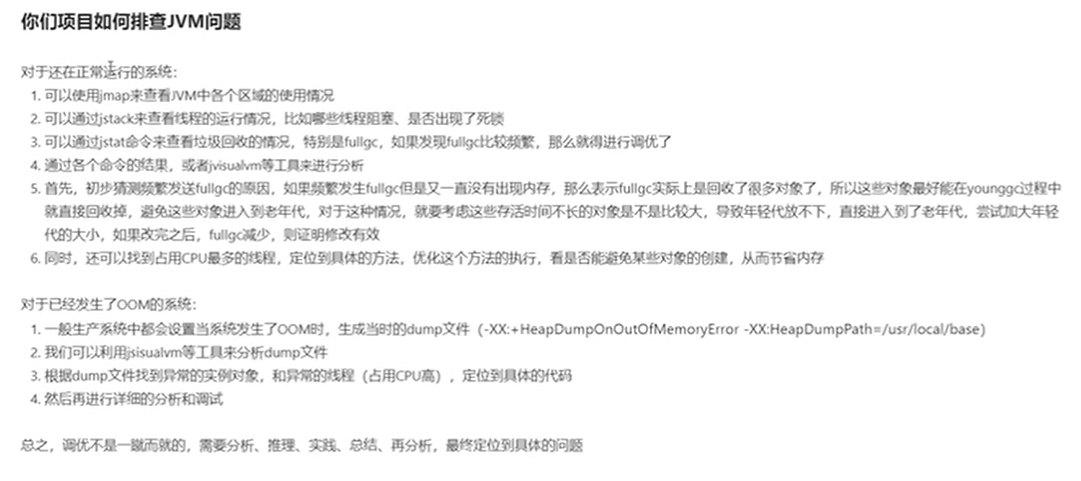 你们项目如何排查JVM问题
对于还在正常运行的系统：
1. 可以使用jmap来查看JVM中各个区域的使用情况
2. 可以通过jstack来查看线程的运行情况，比如哪些线程阻塞、是否出现了死锁
3. 可以通过jstat命令来查看垃圾回收的情况，特别是fullgc，如果发现fullgc比较频繁，那么就得进行调优了
4. 通过各个命令的结果，或者jvisualvm等工具来进行分析
5. 首先，初步猜测频繁发送fullgc的原因，如果频繁发生fullgc但是又一直没有出现内存，那么表示fullgc实际上是回收了很多对象了，所以这些对象最好能在younggc过程中
就直接回收掉，避免这些对象进入到老年代，对于这种情况，就要考虑这些存活时间不长的对象是不是比较大，导致年轻代放不下，直接进入到了老年代，尝试加大年轻
代的大小，如果改完之后，fullgc减少，则证明修改有效
6. 同时，还可以找到占用CPU最多的线程，定位到具体的方法，优化这个方法的执行，看是否能避免某些对象的创建，从而节省内存
对于已经发生了OOM的系统：
1. 一般生产系统中都会设置当系统发生了OOM时，生成当时的dump文件（-XX:+HeapDumpOnOutOfMemoryError -XX:HeapDumpPath=/usr/local/base）
2. 我们可以利用jsisualvm等工具来分析dump文件
3. 根据dump文件找到异常的实例对象，和异常的线程（占用CPU高），定位到具体的代码
4. 然后再进行详细的分析和调试
总之，调优不是一蹴而就的，需要分析、推理、实践、总结、再分析，最终定位到具体的问题